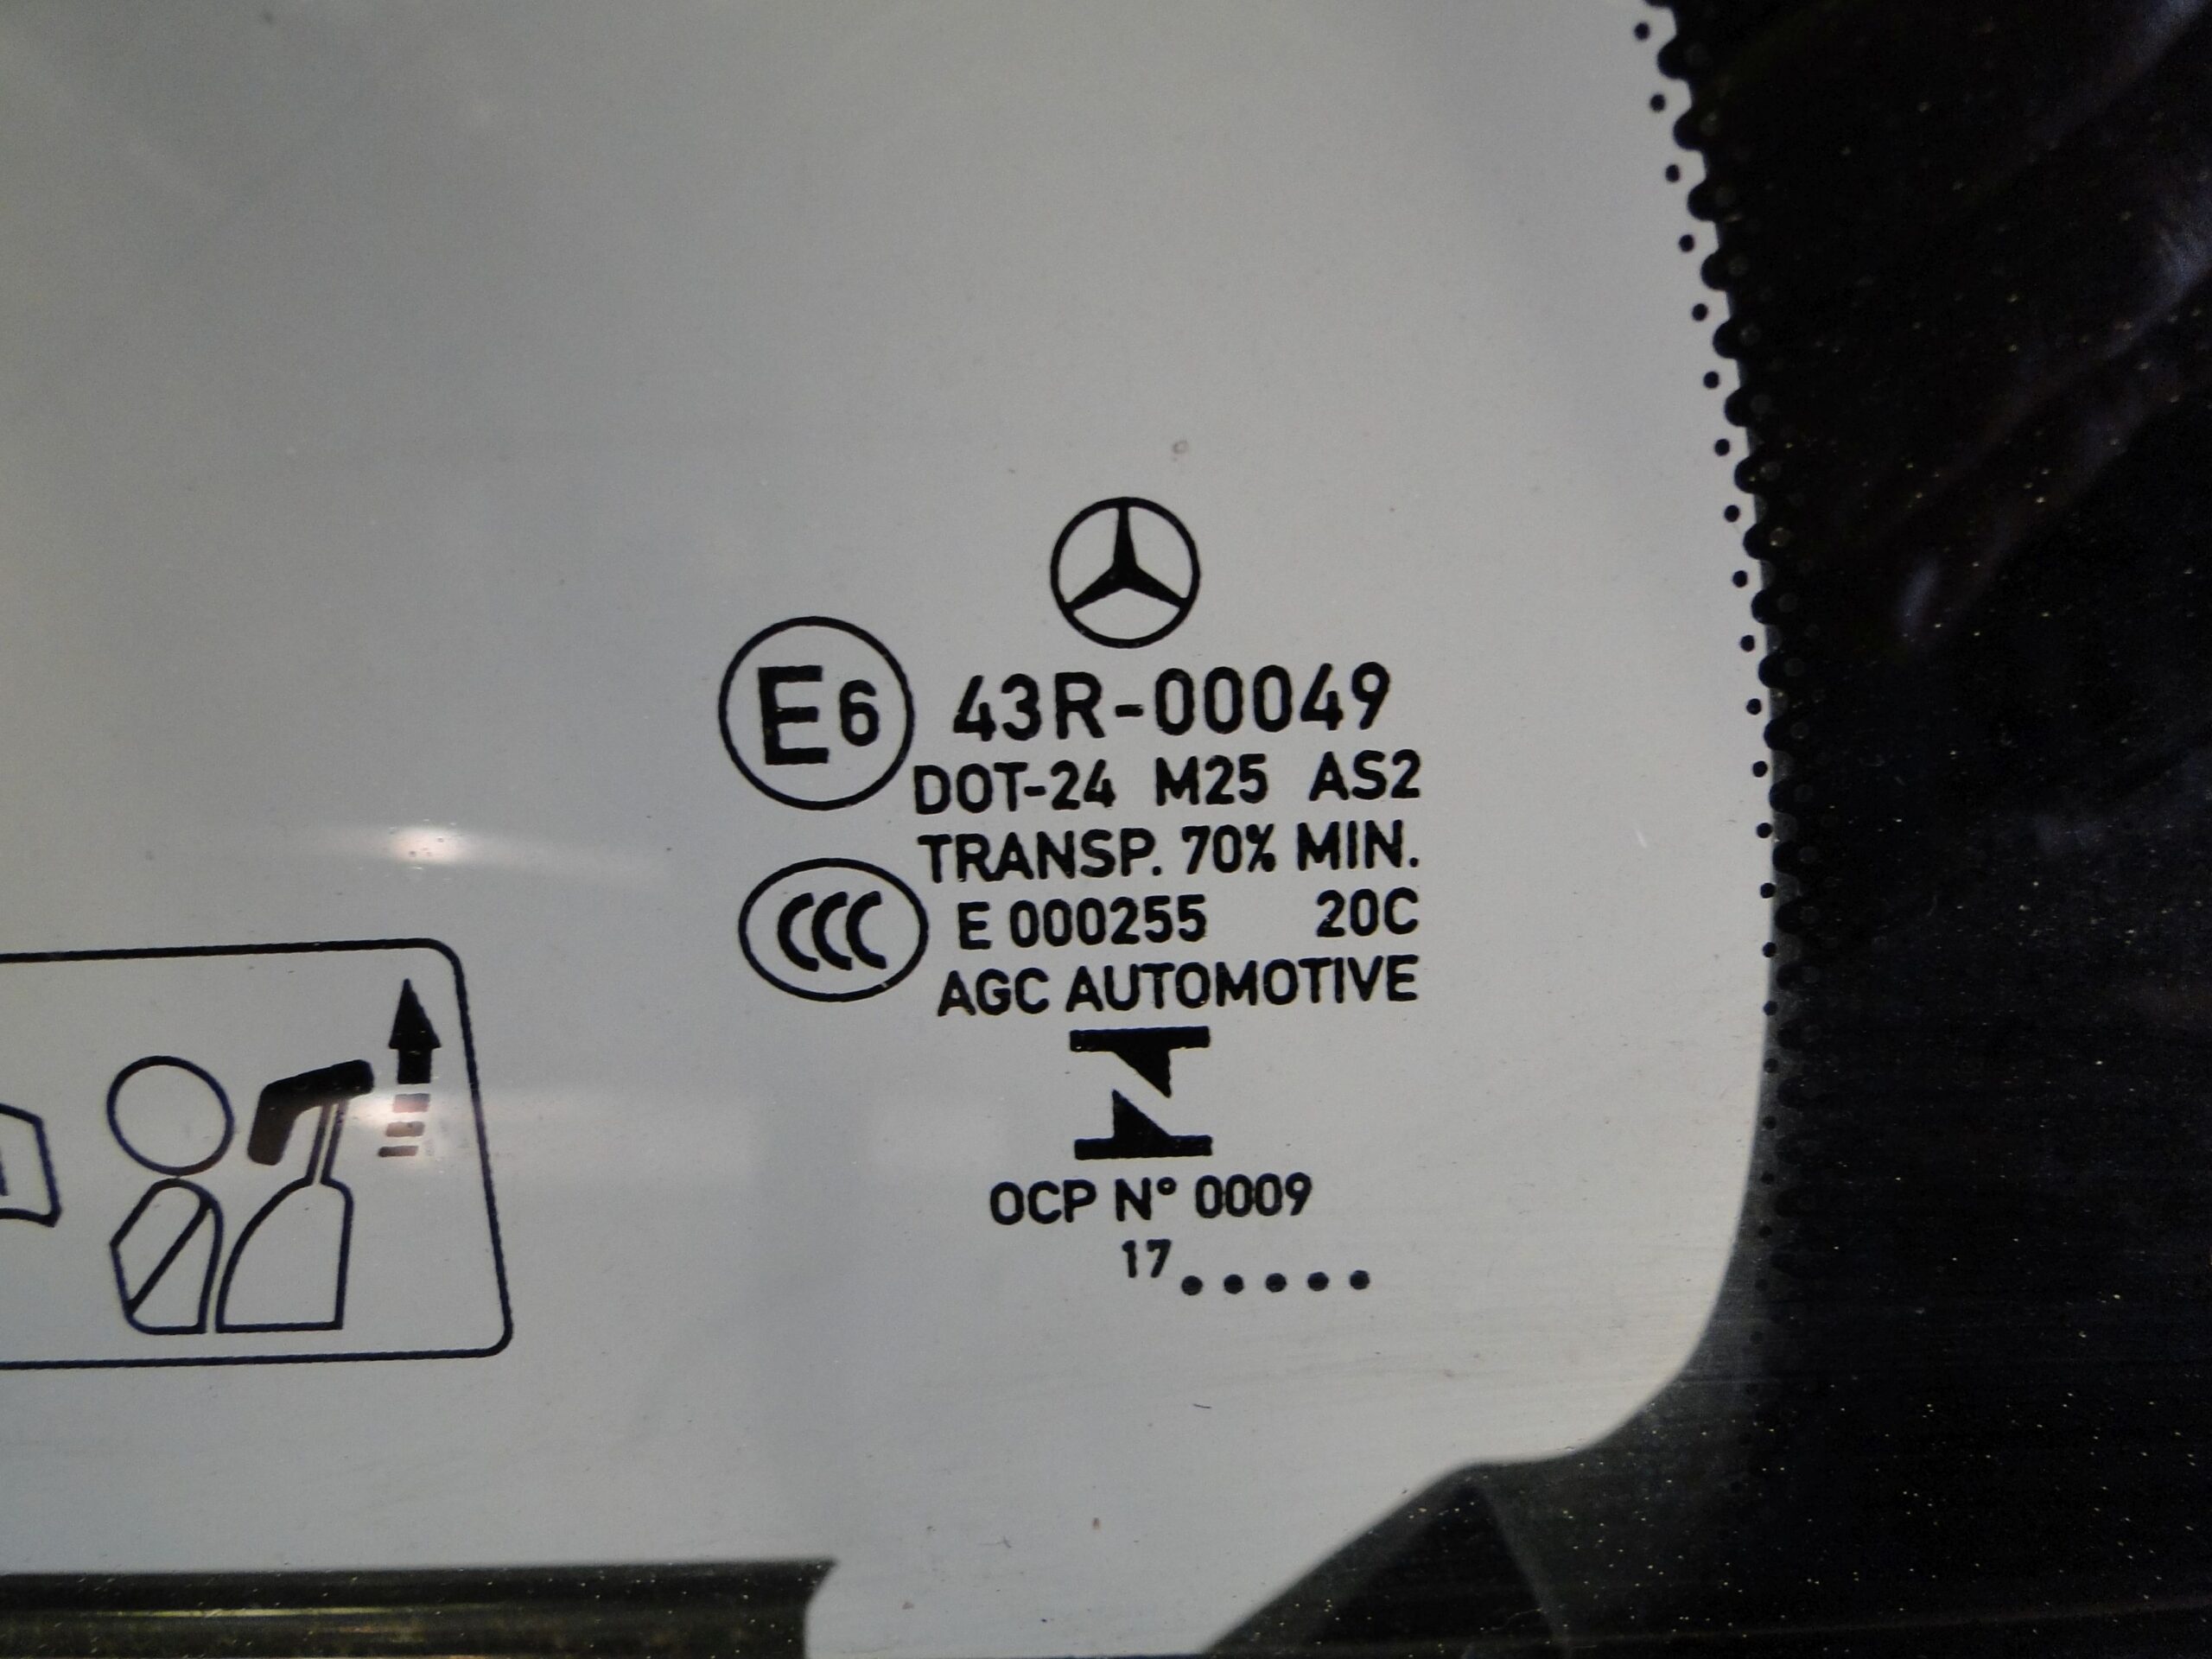 E6 43R-00049
DOT-24 M25 AS2
TRANSP. 70% MIN.
CCC E 000255 20C
AGC AUTOMOTIVE
OCP N° 0009
17.....